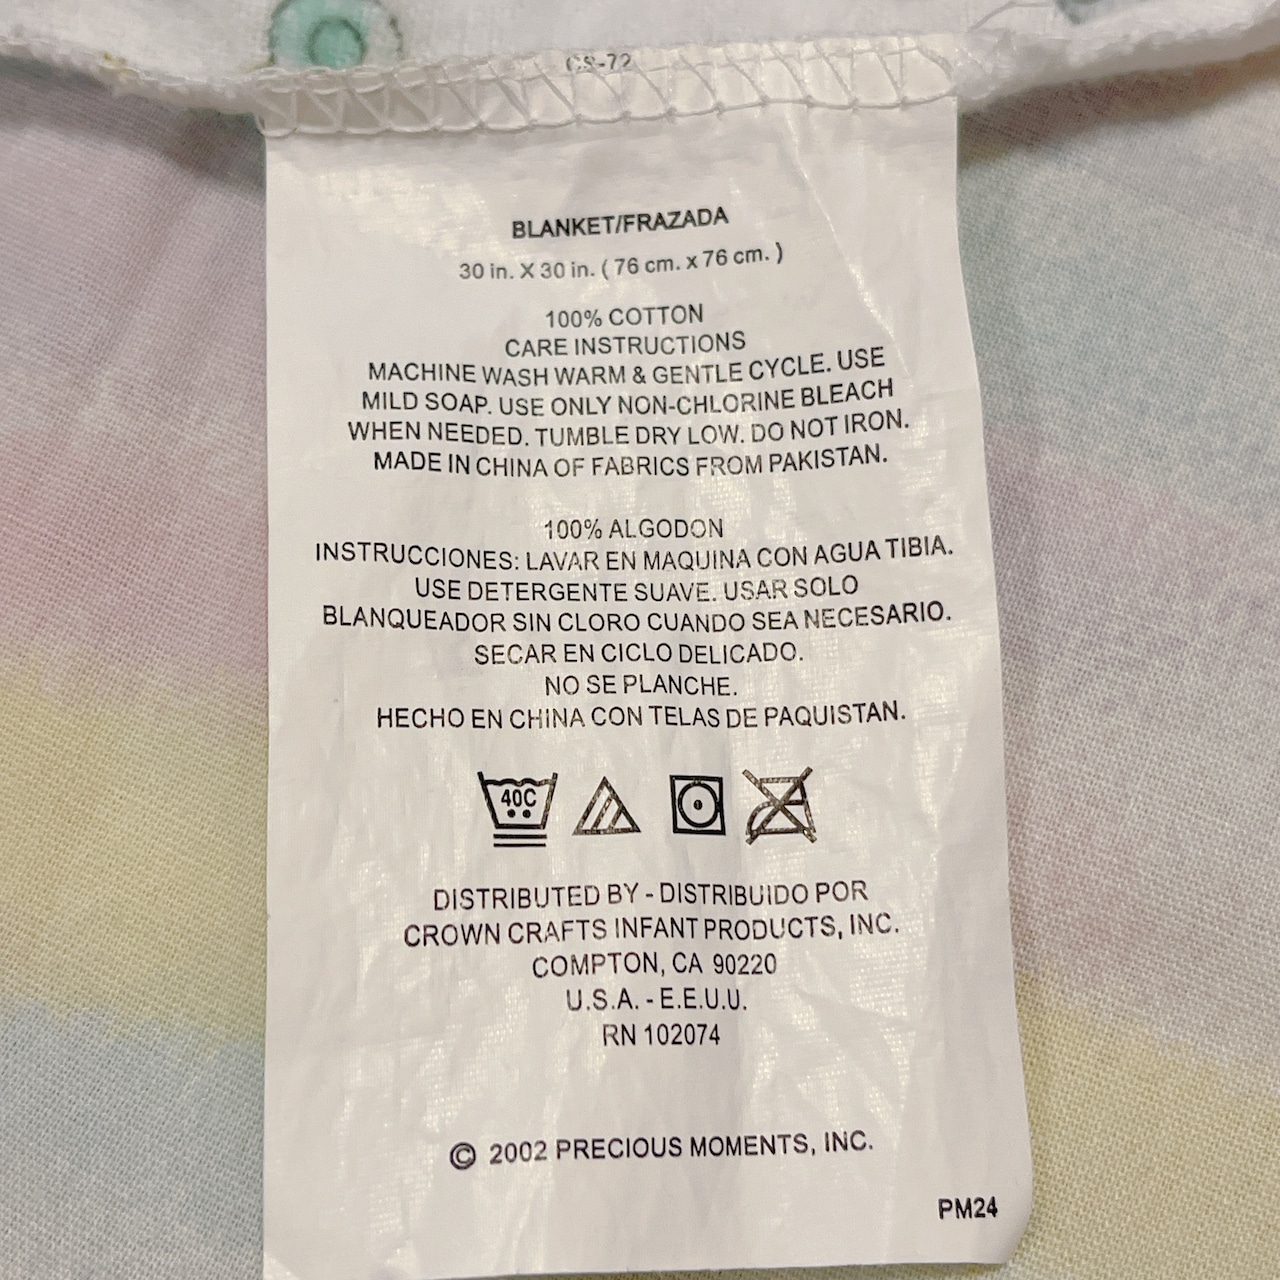 CS-72
BLANKET/FRAZADA
30 in. X 30 in. ( 76 cm. x 76 cm. )
100% COTTON
CARE INSTRUCTIONS
MACHINE WASH WARM & GENTLE CYCLE. USE
MILD SOAP. USE ONLY NON-CHLORINE BLEACH
WHEN NEEDED. TUMBLE DRY LOW. DO NOT IRON.
MADE IN CHINA OF FABRICS FROM PAKISTAN.
100% ALGODON
INSTRUCCIONES: LAVAR EN MAQUINA CON AGUA TIBIA.
USE DETERGENTE SUAVE. USAR SOLO
BLANQUEADOR SIN CLORO CUANDO SEA NECESARIO.
SECAR EN CICLO DELICADO.
NO SE PLANCHE.
HECHO EN CHINA CON TELAS DE PAQUISTAN.
40C
DISTRIBUTED BY - DISTRIBUIDO POR
CROWN CRAFTS INFANT PRODUCTS, INC.
COMPTON, CA 90220
U.S.A. - E.E.U.U.
RN 102074
© 2002 PRECIOUS MOMENTS, INC.
PM24